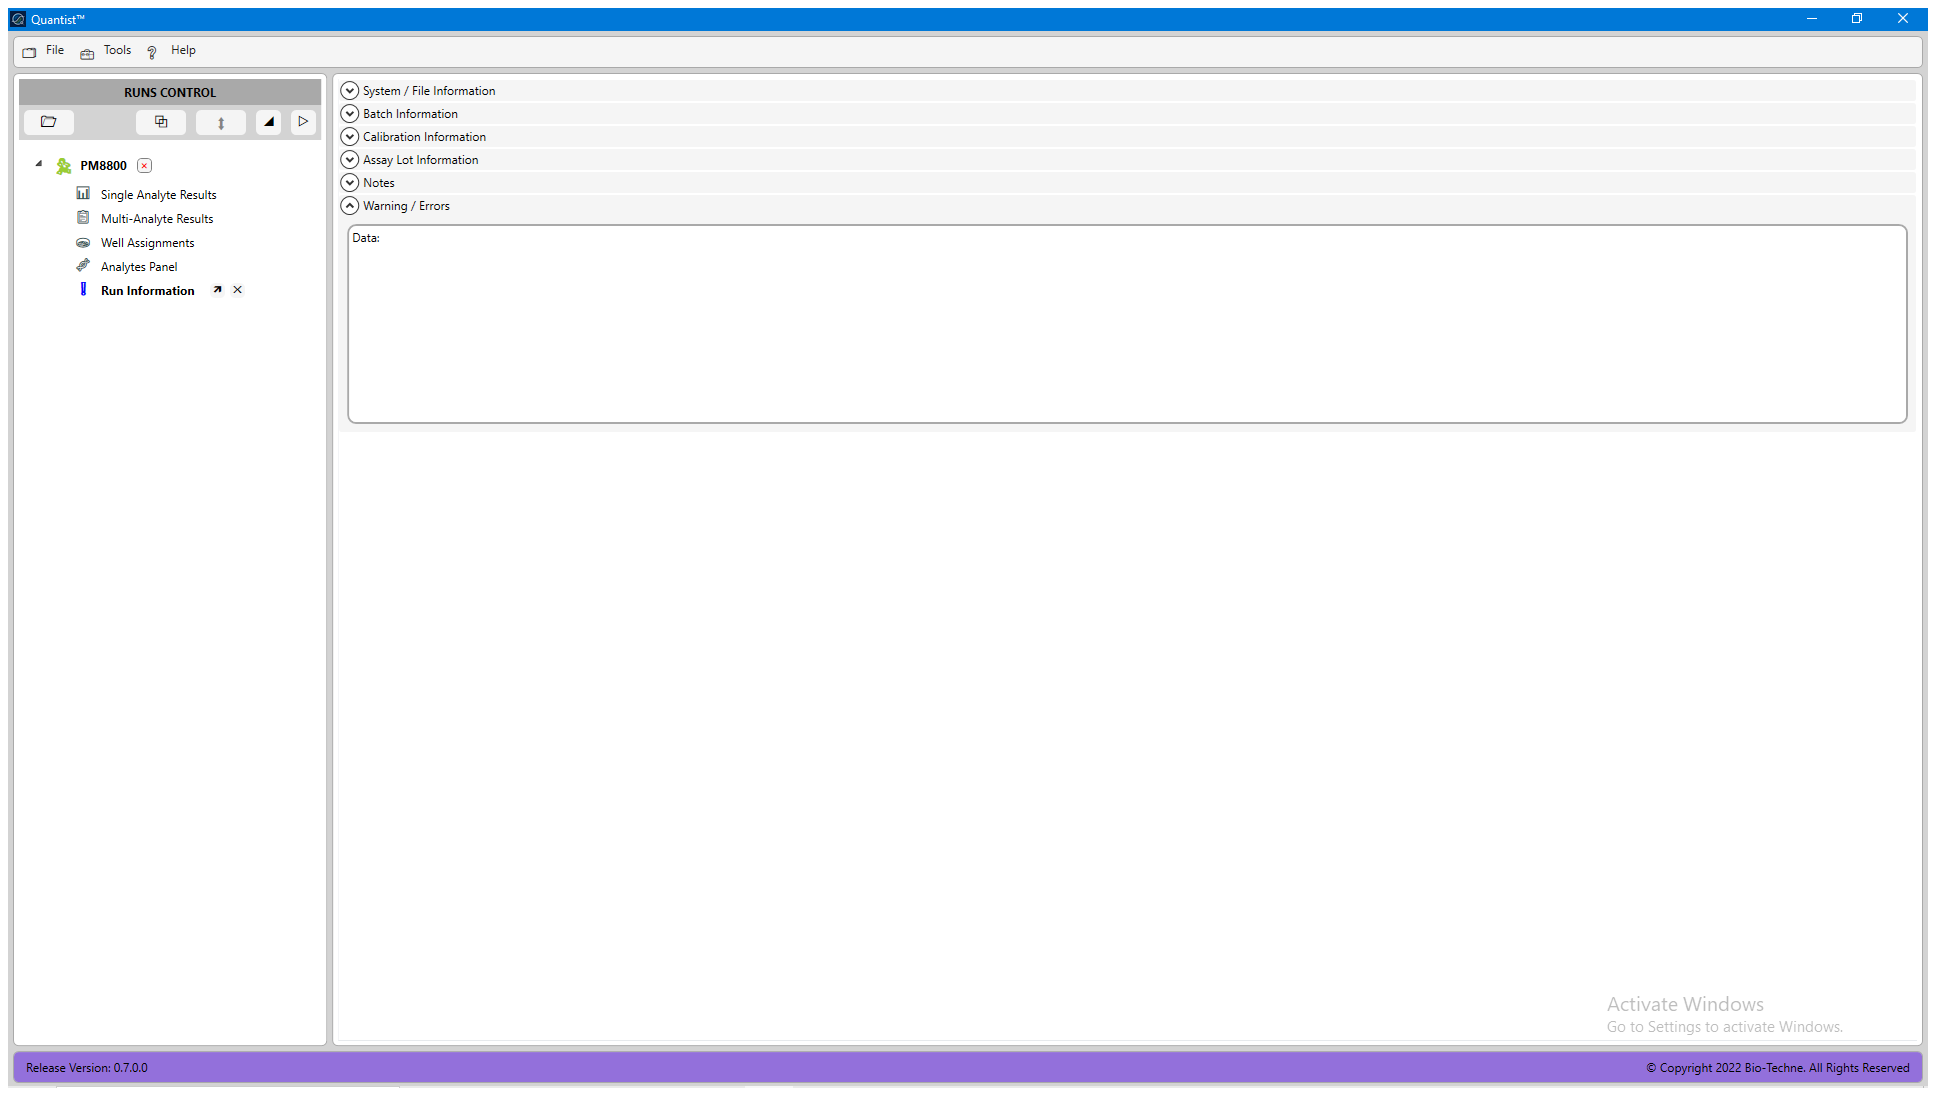 Quantist™
File Tools Help
RUNS CONTROL
PM8800
Single Analyte Results
Multi-Analyte Results
Well Assignments
Analytes Panel
Run Information
System / File Information
Batch Information
Calibration Information
Assay Lot Information
Notes
Warning / Errors
Data:
Activate Windows
Go to Settings to activate Windows.
Release Version: 0.7.0.0
© Copyright 2022 Bio-Techne. All Rights Reserved